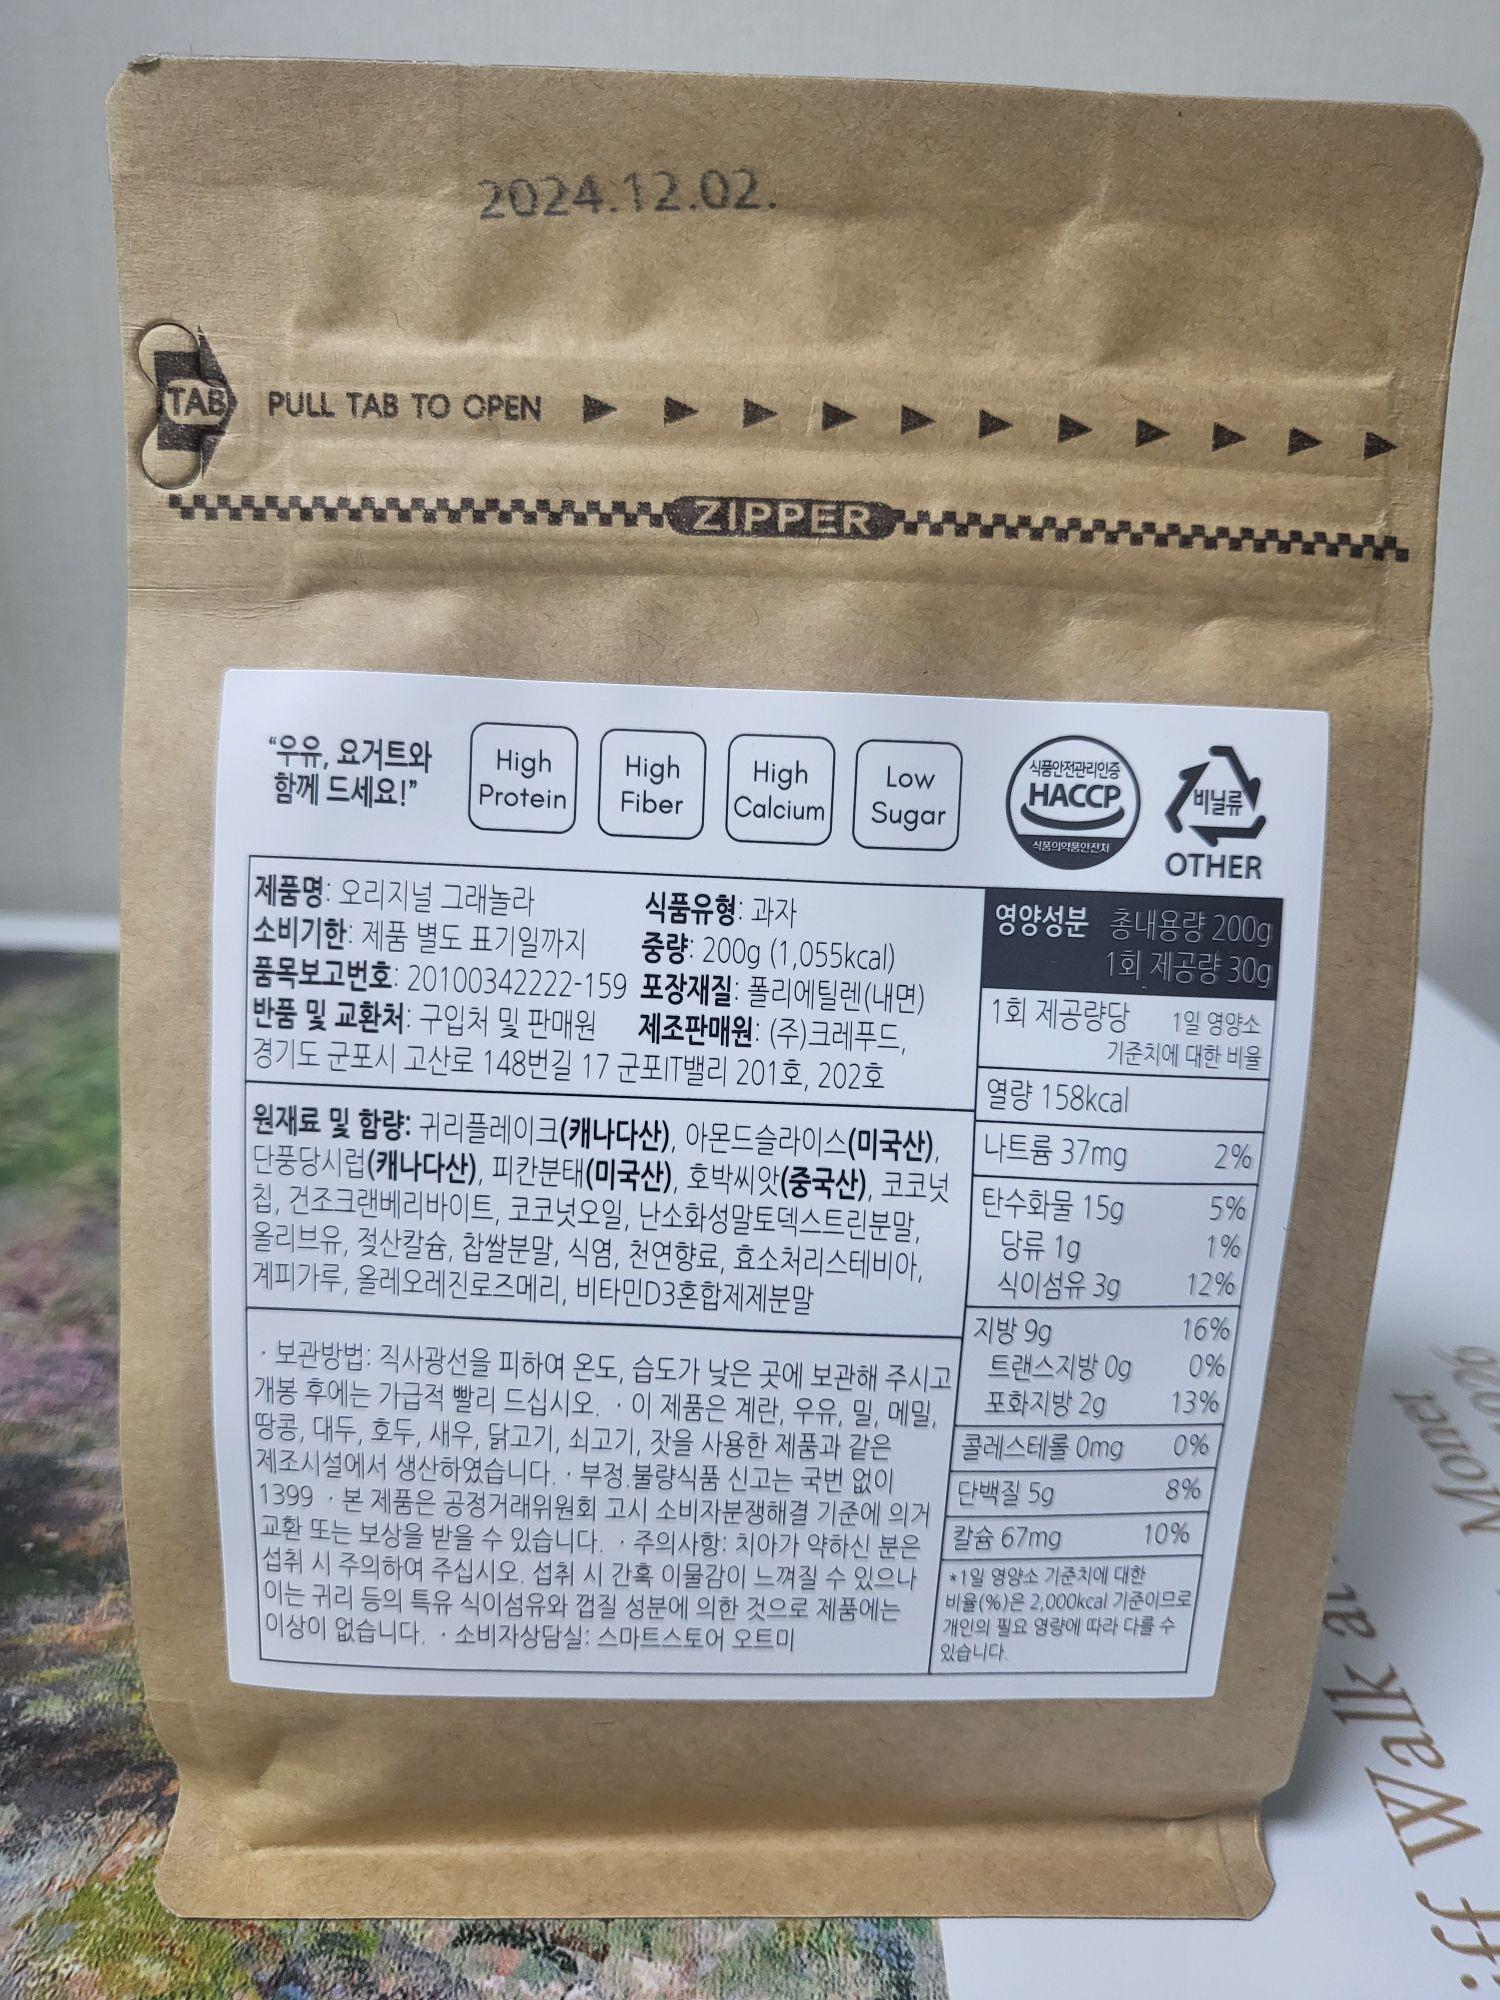 2024.12.02.
TAB
PULL TAB TO OPEN
ZIPPER
“우유, 요거트와
함께 드세요!”
High
Protein
High
Fiber
High
Calcium
Low
Sugar
식품안전관리인증
HACCP
식품의약품안전처
비닐류
OTHER
제품명: 오리지널 그래놀라 식품유형: 과자
소비기한: 제품 별도 표기일까지 중량: 200g (1,055kcal)
품목보고번호: 20100342222-159 포장재질: 폴리에틸렌(내면)
반품 및 교환처: 구입처 및 판매원 제조판매원: (주)크레푸드,
경기도 군포시 고산로 148번길 17 군포IT밸리 201호, 202호
원재료 및 함량: 귀리플레이크(캐나다산), 아몬드슬라이스(미국산),
단풍당시럽(캐나다산), 피칸분태(미국산), 호박씨앗(중국산), 코코넛
칩, 건조크랜베리바이트, 코코넛오일, 난소화성말토덱스트린분말,
올리브유, 젖산칼슘, 찹쌀분말, 식염, 천연향료, 효소처리스테비아,
계피가루, 올레오레진로즈메리, 비타민D3혼합제제분말
· 보관방법: 직사광선을 피하여 온도, 습도가 낮은 곳에 보관해 주시고
개봉 후에는 가급적 빨리 드십시오. · 이 제품은 계란, 우유, 밀, 메밀,
땅콩, 대두, 호두, 새우, 닭고기, 쇠고기, 잣을 사용한 제품과 같은
제조시설에서 생산하였습니다. · 부정.불량식품 신고는 국번 없이
1399 · 본 제품은 공정거래위원회 고시 소비자분쟁해결 기준에 의거
교환 또는 보상을 받을 수 있습니다. · 주의사항: 치아가 약하신 분은
섭취 시 주의하여 주십시오. 섭취 시 간혹 이물감이 느껴질 수 있으나
이는 귀리 등의 특유 식이섬유와 껍질 성분에 의한 것으로 제품에는
이상이 없습니다. · 소비자상담실: 스마트스토어 오트미
영양성분 총내용량 200g
1회 제공량 30g
1회 제공량당 1일 영양소
기준치에 대한 비율
열량 158kcal
나트륨 37mg 2%
탄수화물 15g 5%
당류 1g 1%
식이섬유 3g 12%
지방 9g 16%
트랜스지방 0g 0%
포화지방 2g 13%
콜레스테롤 0mg 0%
단백질 5g 8%
칼슘 67mg 10%
*1일 영양소 기준치에 대한
비율(%)은 2,000kcal 기준이므로
개인의 필요 영량에 따라 다를 수
있습니다.
Walk